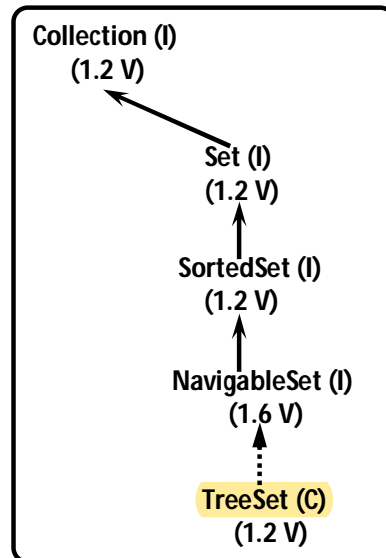 Collection (I)
(1.2 V)
Set (I)
(1.2 V)
SortedSet (I)
(1.2 V)
NavigableSet (I)
(1.6 V)
TreeSet (C)
(1.2 V)